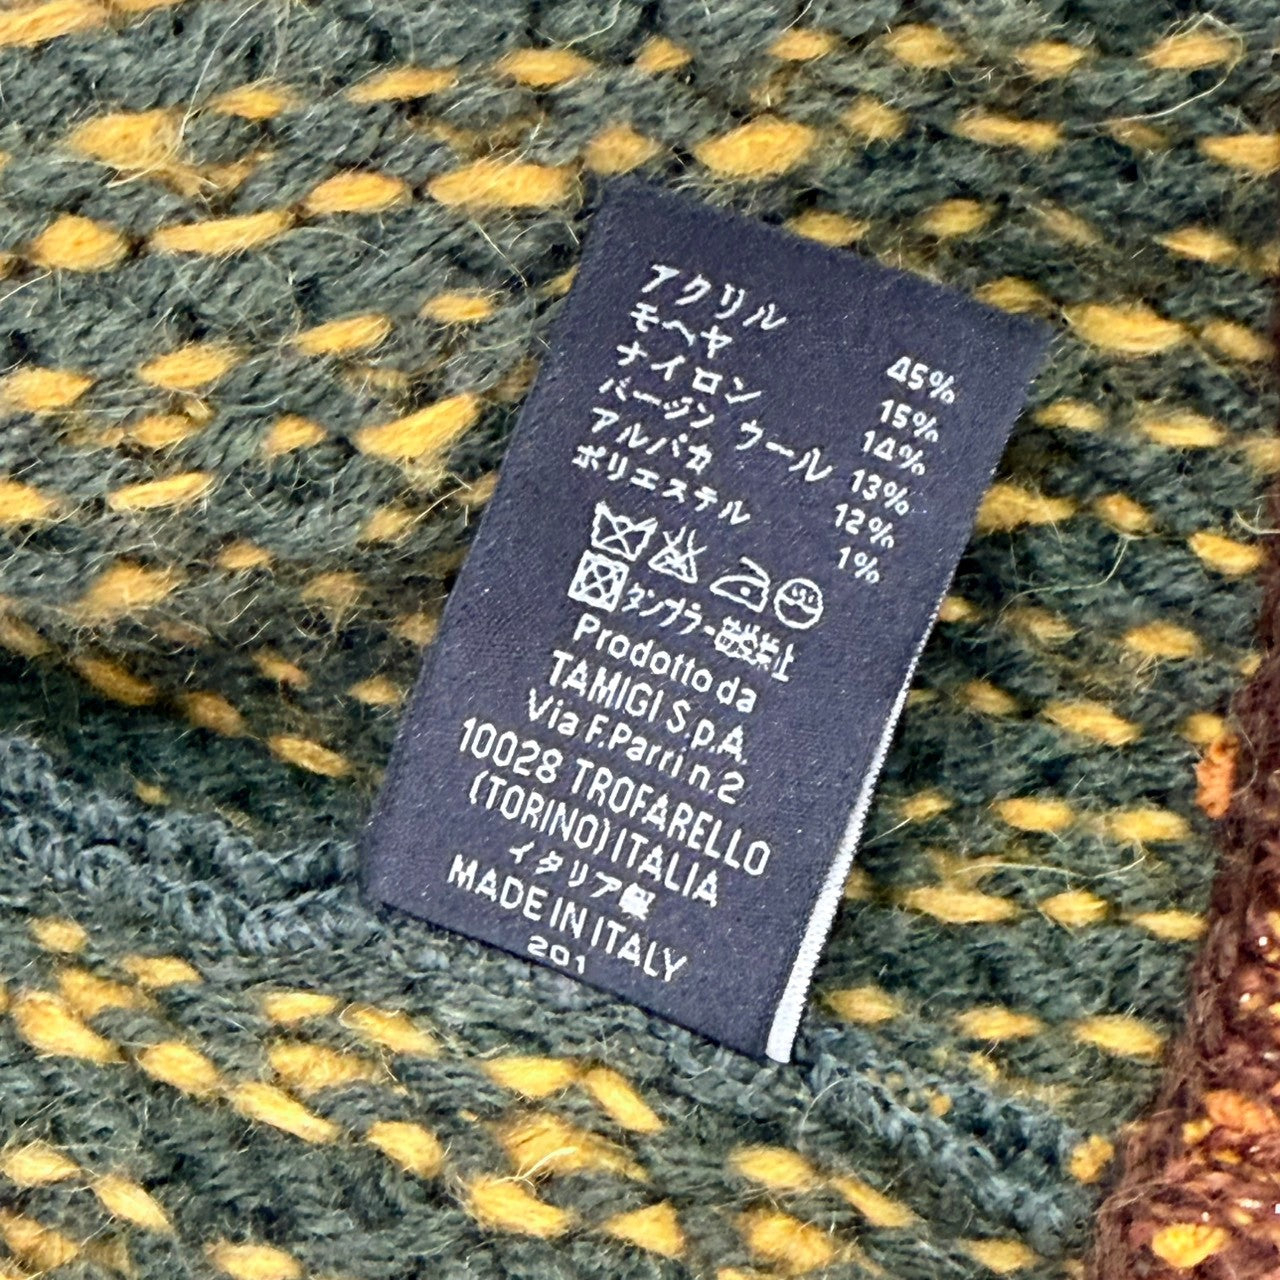 アクリル 45%
モヘヤ 15%
ナイロン 14%
バージン ウール 13%
アルパカ 12%
ポリエステル 1%
タンブラー乾燥禁止
Prodotto da
TAMIGI S.p.A.
Via F.Parri n.2
10028 TROFARELLO
(TORINO) ITALIA
イタリア製
MADE IN ITALY
201